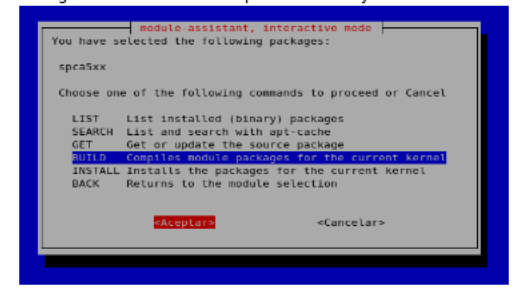 module-assistant, interactive mode
You have selected the following packages:
spca5xx
Choose one of the following commands to proceed or Cancel
LIST List installed (binary) packages
SEARCH List and search with apt-cache
GET Get or update the source package
BUILD Compiles module packages for the current kernel
INSTALL Installs the packages for the current kernel
BACK Returns to the module selection
<Aceptar> <Cancelar>